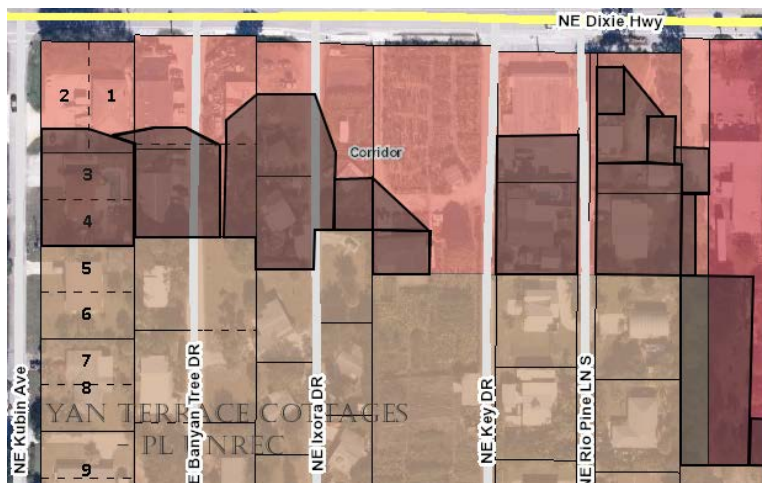 NE Dixie Hwy
2 1
Corridor
3
4
5
6
7
8
9
NE Kubin Ave
E Banyan Tree DR
NE Ixora DR
NE Key DR
NE Rio Pine LN S
YAN TERRACE COTTAGES
- PL UNREC